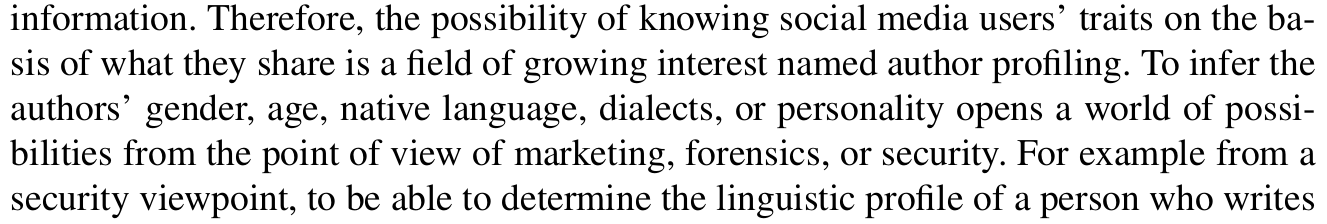 information. Therefore, the possibility of knowing social media users’ traits on the ba-
sis of what they share is a field of growing interest named author profiling. To infer the
authors’ gender, age, native language, dialects, or personality opens a world of possi-
bilities from the point of view of marketing, forensics, or security. For example from a
security viewpoint, to be able to determine the linguistic profile of a person who writes